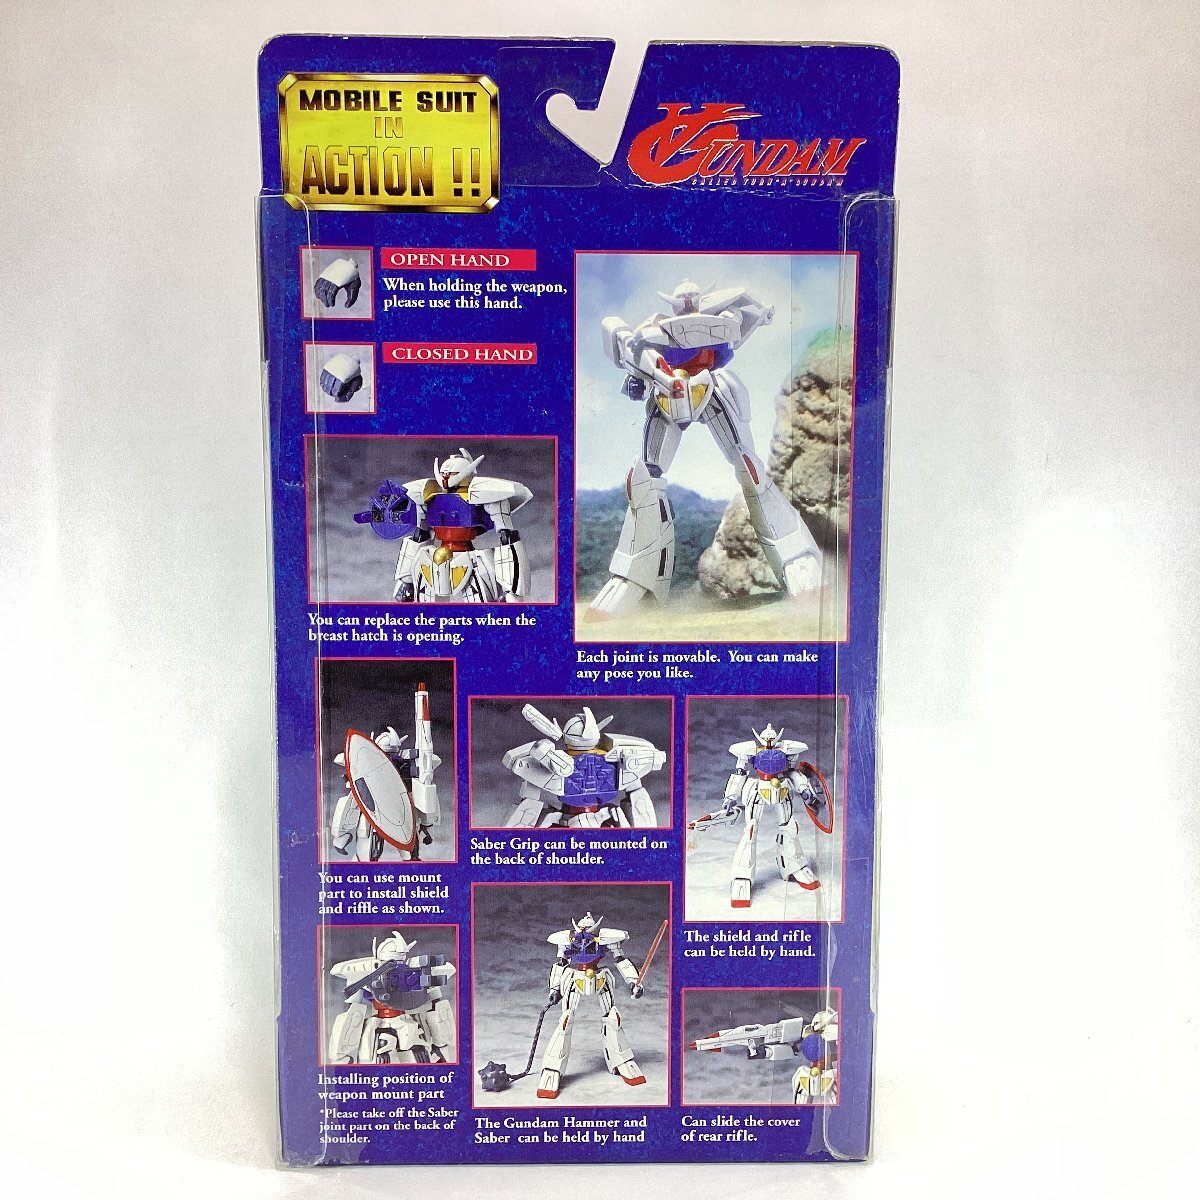 MOBILE SUIT
IN
ACTION !!
∀GUNDAM
CALLED TURN "A" GUNDAM
OPEN HAND
When holding the weapon,
please use this hand.
CLOSED HAND
You can replace the parts when the
breast hatch is opening.
Each joint is movable. You can make
any pose you like.
You can use mount
part to install shield
and riffle as shown.
Saber Grip can be mounted on
the back of shoulder.
The shield and rifle
can be held by hand.
Installing position of
weapon mount part
*Please take off the Saber
joint part on the back of
shoulder.
The Gundam Hammer and
Saber can be held by hand
Can slide the cover
of rear rifle.